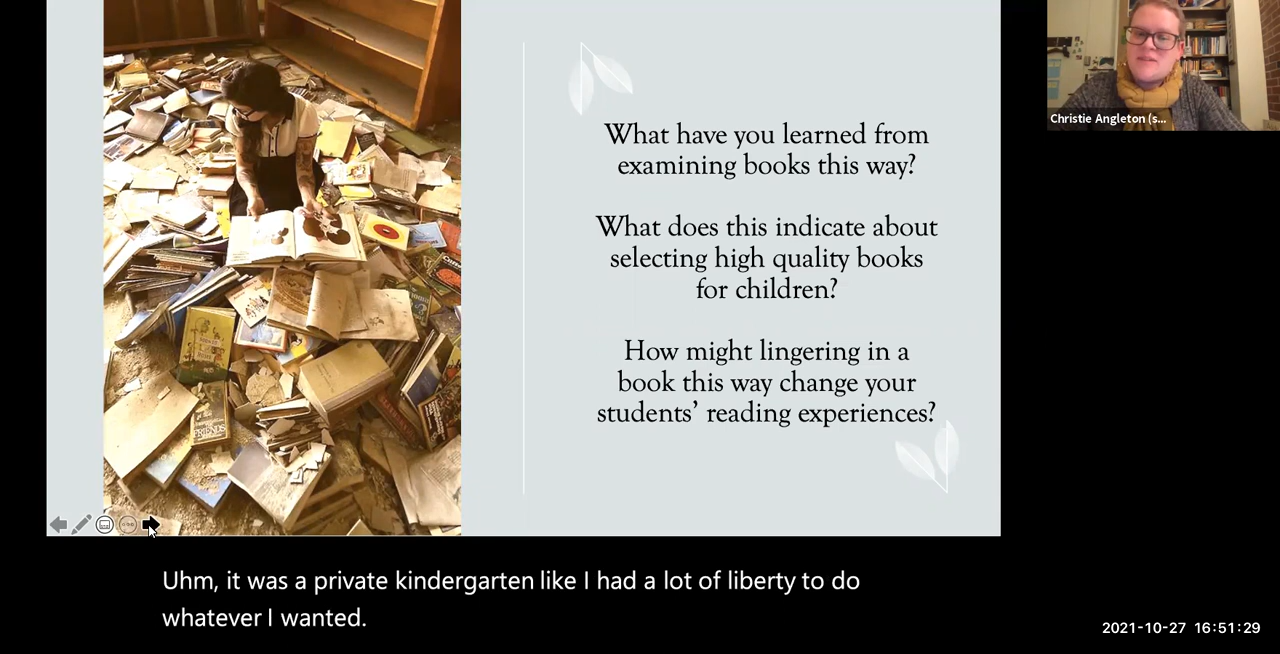 What have you learned from
examining books this way?
What does this indicate about
selecting high quality books
for children?
How might lingering in a
book this way change your
students' reading experiences?
Christie Angleton (s...
Uhm, it was a private kindergarten like I had a lot of liberty to do
whatever I wanted.
2021-10-27 16:51:29